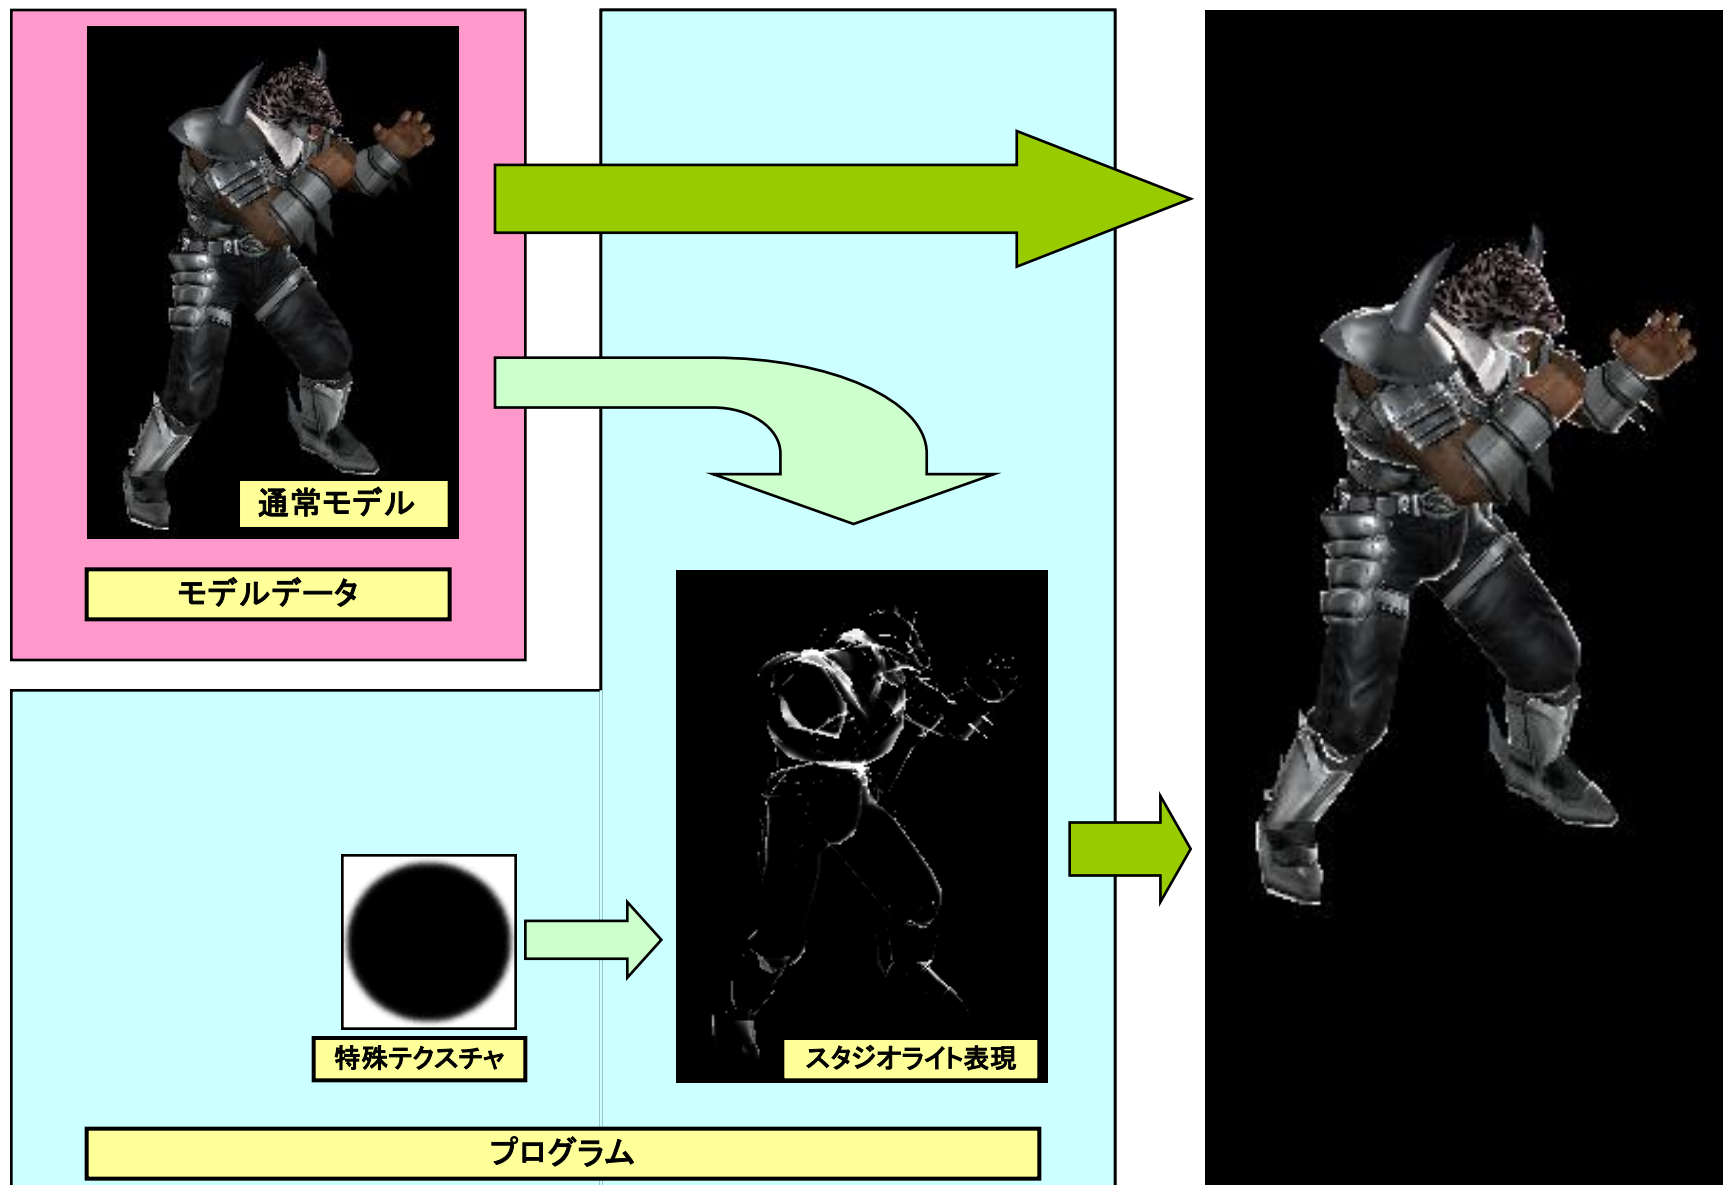 通常モデル
モデルデータ
特殊テクスチャ
スタジオライト表現
プログラム